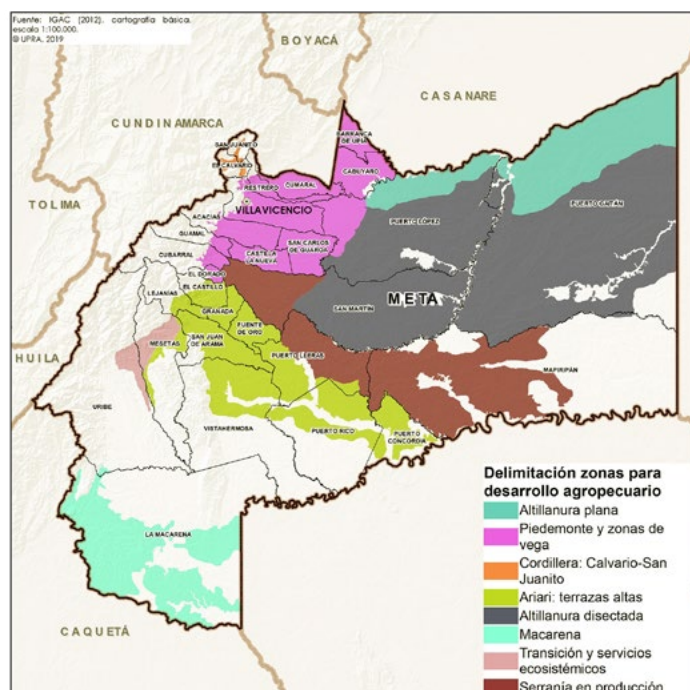 Fuente: IGAC (2012). cartografía básica.
escala 1:100.000.
© UPRA, 2019
BOYACÁ
CASANARE
CUNDINAMARCA
TOLIMA
HUILA
CAQUETÁ
BARRANCA
DE UPÍA
SAN JUANITO
EL CALVARIO
RESTREPO
CUMARAL
CABUYARO
VILLAVICENCIO
PUERTO GAITÁN
PUERTO LÓPEZ
ACACÍAS
GUAMAL
SAN CARLOS
DE GUAROA
CASTILLA
LA NUEVA
CUBARRAL
EL DORADO
EL CASTILLO
LEJANÍAS
META
SAN MARTÍN
GRANADA
FUENTE
DE ORO
MESETAS
SAN JUAN
DE ARAMA
PUERTO LLERAS
MAPIRIPÁN
URIBE
VISTAHERMOSA
PUERTO RICO
PUERTO
CONCORDIA
LA MACARENA
Delimitación zonas para
desarrollo agropecuario
Altillanura plana
Piedemonte y zonas de
vega
Cordillera: Calvario-San
Juanito
Ariari: terrazas altas
Altillanura disectada
Macarena
Transición y servicios
ecosistémicos
Serranía en producción